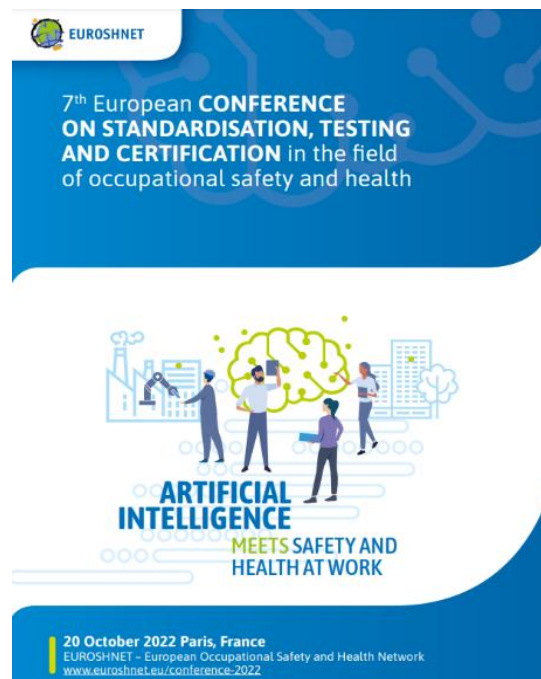 EUROSHNET
7th European CONFERENCE
ON STANDARDISATION, TESTING
AND CERTIFICATION in the field
of occupational safety and health
ARTIFICIAL
INTELLIGENCE
MEETS SAFETY AND
HEALTH AT WORK
20 October 2022 Paris, France
EUROSHNET – European Occupational Safety and Health Network
www.euroshnet.eu/conference-2022